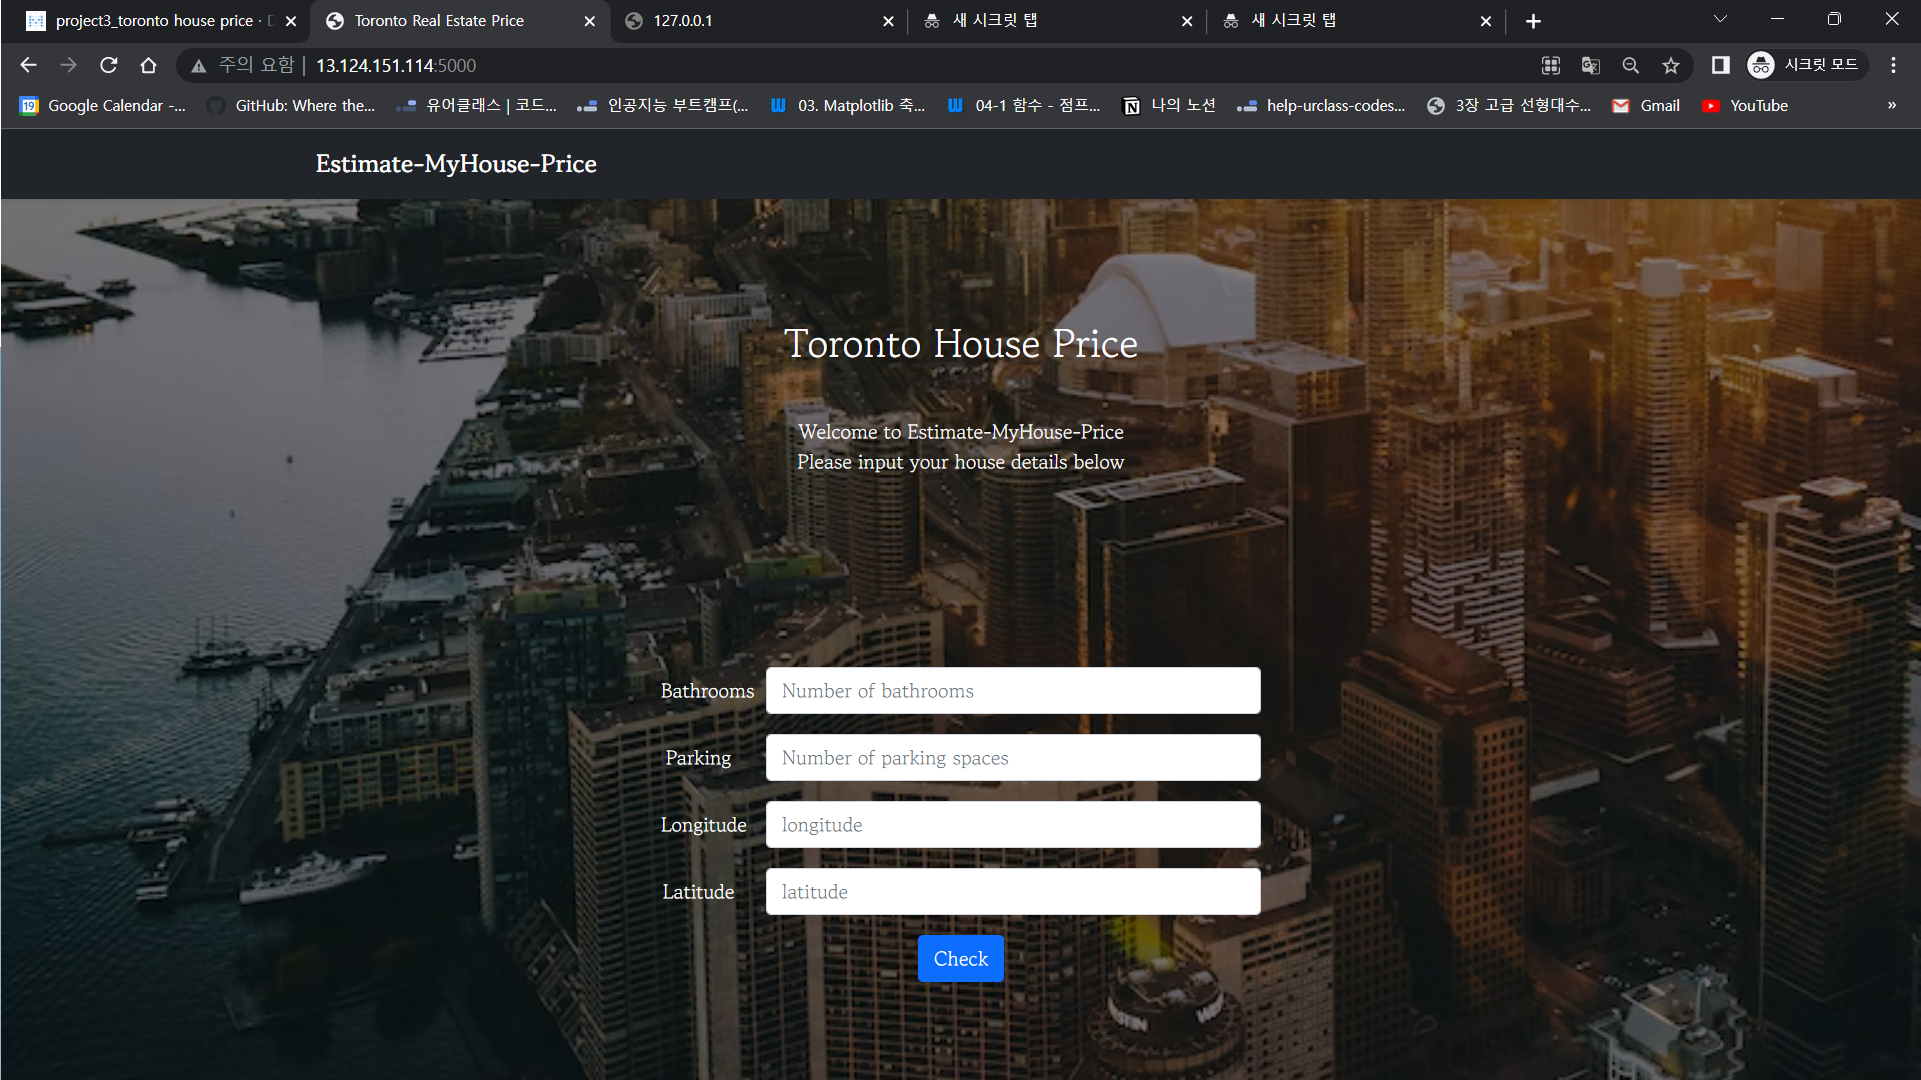 project3_toronto house price · D
Toronto Real Estate Price
127.0.0.1
새 시크릿 탭
새 시크릿 탭
주의 요함 | 13.124.151.114:5000
시크릿 모드
19 Google Calendar -...
GitHub: Where the...
유어클래스 | 코드...
인공지능 부트캠프(...
03. Matplotlib 축...
04-1 함수 - 점프...
나의 노션
help-urclass-codes...
3장 고급 선형대수...
Gmail
YouTube
»
Estimate-MyHouse-Price
Toronto House Price
Welcome to Estimate-MyHouse-Price
Please input your house details below
Bathrooms Number of bathrooms
Parking Number of parking spaces
Longitude longitude
Latitude latitude
Check